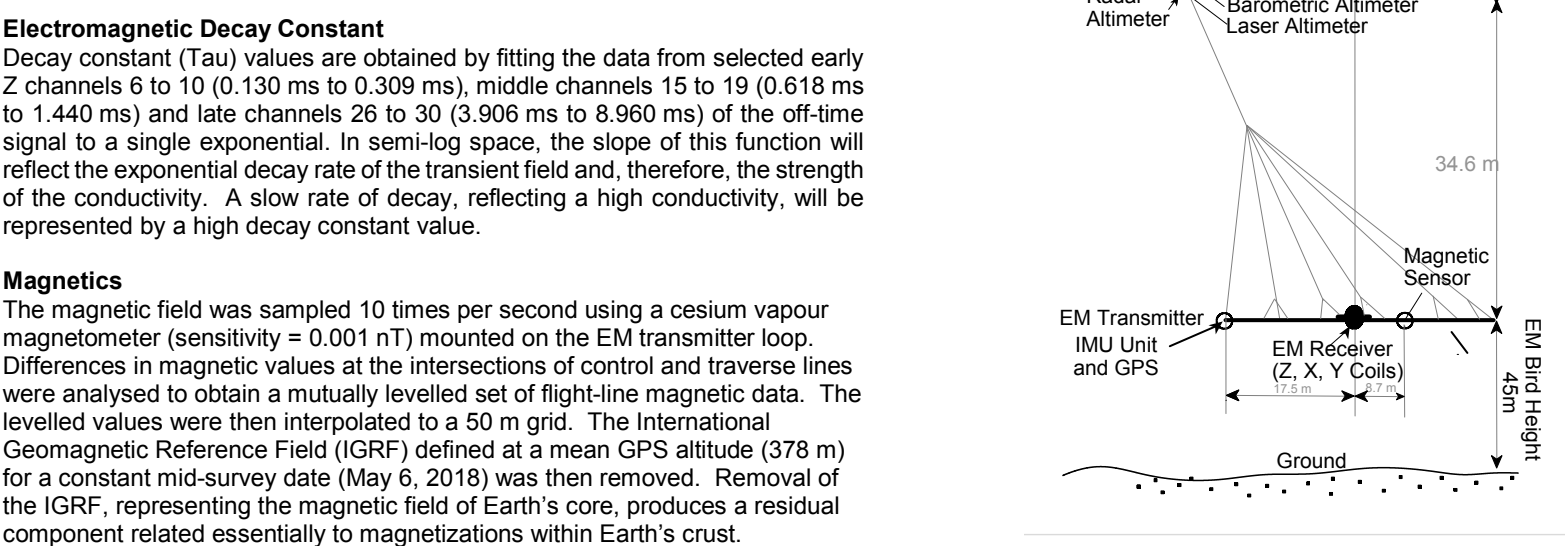 Electromagnetic Decay Constant
Decay constant (Tau) values are obtained by fitting the data from selected early
Z channels 6 to 10 (0.130 ms to 0.309 ms), middle channels 15 to 19 (0.618 ms
to 1.440 ms) and late channels 26 to 30 (3.906 ms to 8.960 ms) of the off-time
signal to a single exponential. In semi-log space, the slope of this function will
reflect the exponential decay rate of the transient field and, therefore, the strength
of the conductivity.  A slow rate of decay, reflecting a high conductivity, will be
represented by a high decay constant value.
Magnetics
The magnetic field was sampled 10 times per second using a cesium vapour
magnetometer (sensitivity = 0.001 nT) mounted on the EM transmitter loop.
Differences in magnetic values at the intersections of control and traverse lines
were analysed to obtain a mutually levelled set of flight-line magnetic data.  The
levelled values were then interpolated to a 50 m grid.  The International
Geomagnetic Reference Field (IGRF) defined at a mean GPS altitude (378 m)
for a constant mid-survey date (May 6, 2018) was then removed.  Removal of
the IGRF, representing the magnetic field of Earth's core, produces a residual
component related essentially to magnetizations within Earth's crust.
Radar
Altimeter
Barometric Altimeter
Laser Altimeter
34.6 m
Magnetic
Sensor
EM Transmitter
IMU Unit
and GPS
EM Receiver
(Z, X, Y Coils)
17.5 m
8.7 m
EM Bird Height
45m
Ground